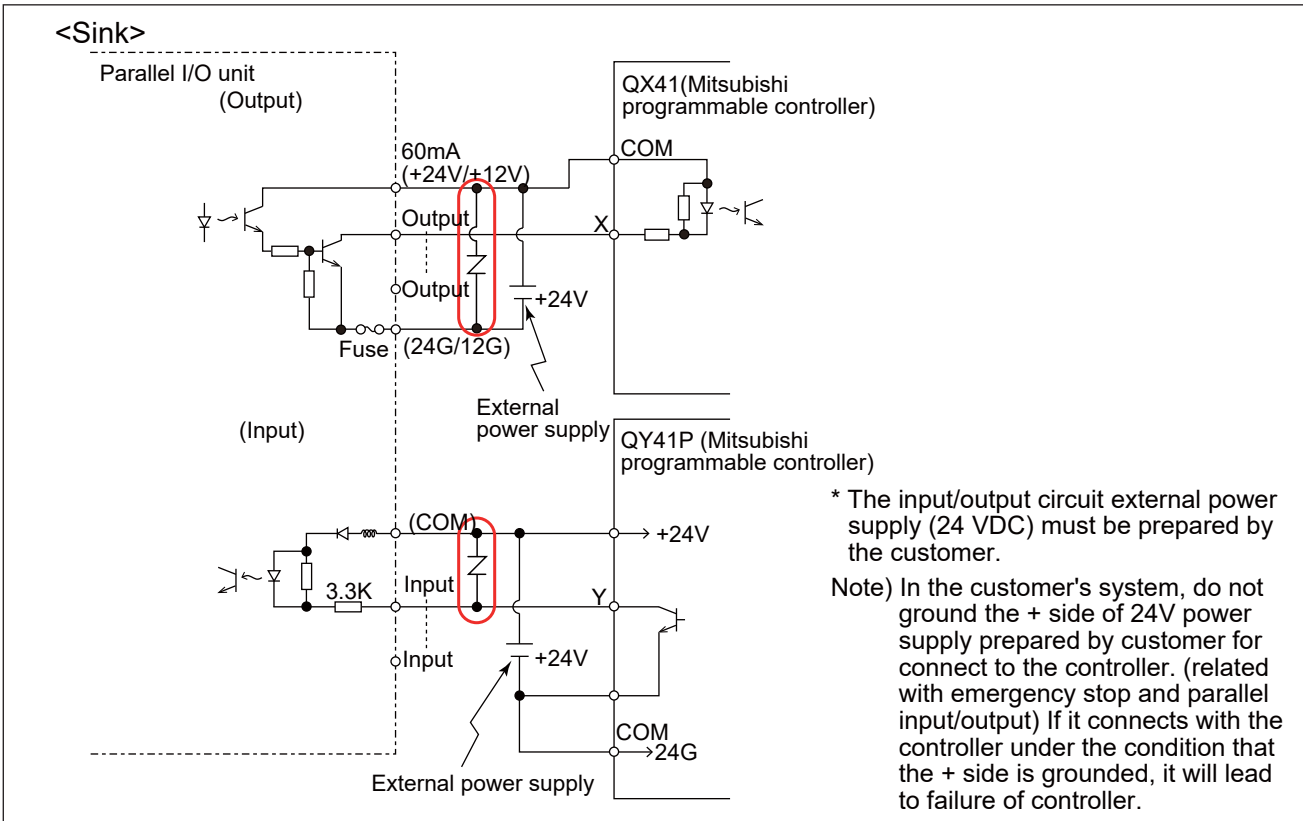 <Sink>
Parallel I/O unit
(Output)
QX41(Mitsubishi
programmable controller)
60mA
(+24V/+12V)
COM
Output
X
Output
+24V
Fuse
(24G/12G)
External
power supply
(Input)
QY41P (Mitsubishi
programmable controller)
(COM)
+24V
3.3K
Input
Y
Input
+24V
COM
24G
External power supply
* The input/output circuit external power
supply (24 VDC) must be prepared by
the customer.
Note) In the customer's system, do not
ground the + side of 24V power
supply prepared by customer for
connect to the controller. (related
with emergency stop and parallel
input/output) If it connects with the
controller under the condition that
the + side is grounded, it will lead
to failure of controller.